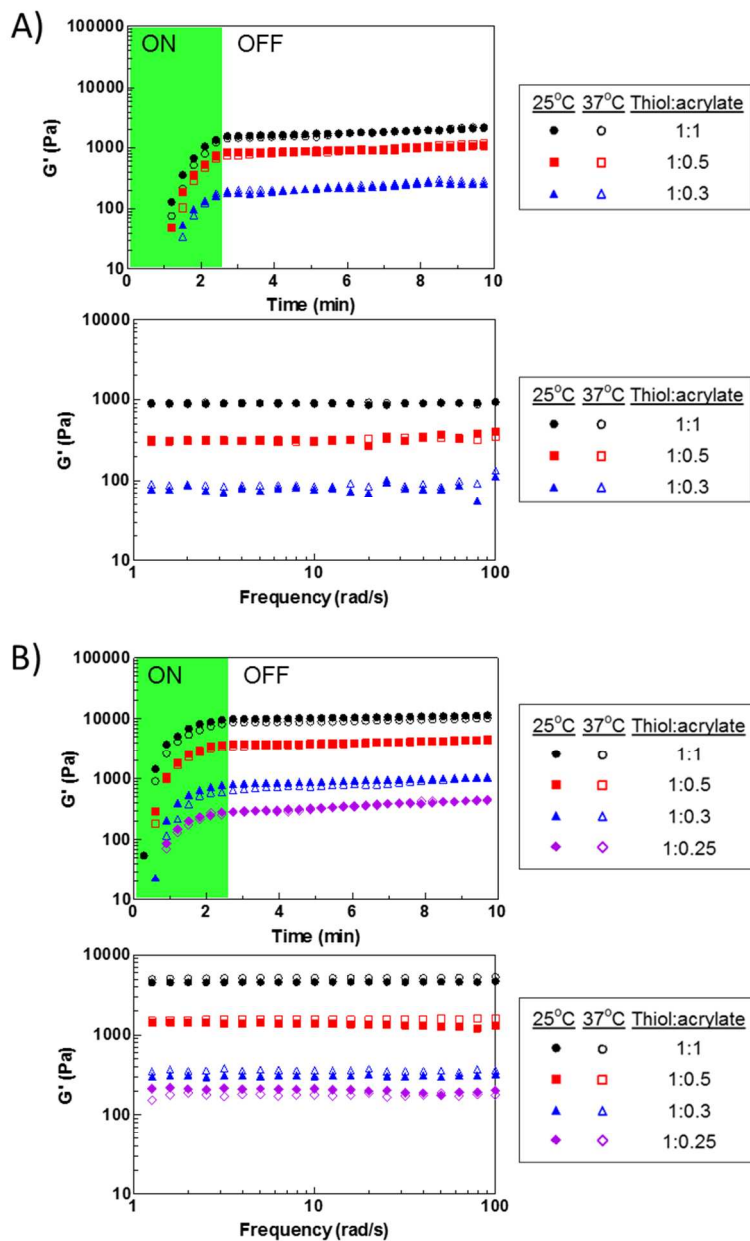 A)
ON OFF
100000
10000
1000
100
10
G' (Pa)
0 2 4 6 8 10
Time (min)
25°C 37°C Thiol:acrylate
1:1
1:0.5
1:0.3
10000
1000
100
10
G' (Pa)
1 10 100
Frequency (rad/s)
25°C 37°C Thiol:acrylate
1:1
1:0.5
1:0.3
B)
ON OFF
100000
10000
1000
100
10
G' (Pa)
0 2 4 6 8 10
Time (min)
25°C 37°C Thiol:acrylate
1:1
1:0.5
1:0.3
1:0.25
10000
1000
100
10
G' (Pa)
1 10 100
Frequency (rad/s)
25°C 37°C Thiol:acrylate
1:1
1:0.5
1:0.3
1:0.25